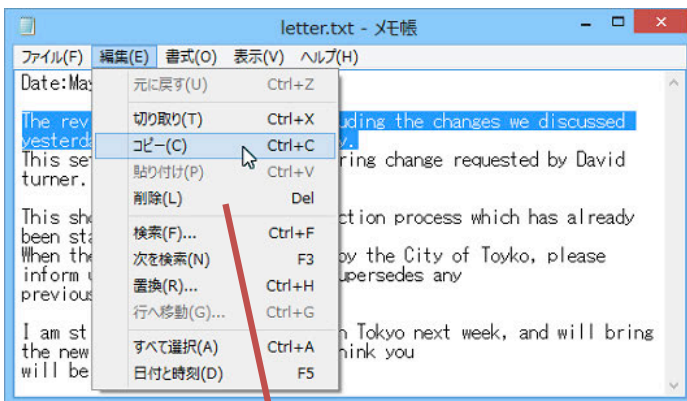 letter.txt - メモ帳
ファイル(F) 編集(E) 書式(O) 表示(V) ヘルプ(H)
Date:May
元に戻す(U) Ctrl+Z
The rev
切り取り(T) Ctrl+X
uding the changes we discussed
yesterda
コピー(C) Ctrl+C
y.
This se
貼り付け(P) Ctrl+V
ring change requested by David
turner.
削除(L) Del
This sho
ction process which has already
been sta
検索(F)... Ctrl+F
When the
次を検索(N) F3
by the City of Toyko, please
inform
置換(R)... Ctrl+H
upersedes any
previous
行へ移動(G)... Ctrl+G
I am st
n Tokyo next week, and will bring
the new
すべて選択(A) Ctrl+A
hink you
will be
日付と時刻(D) F5